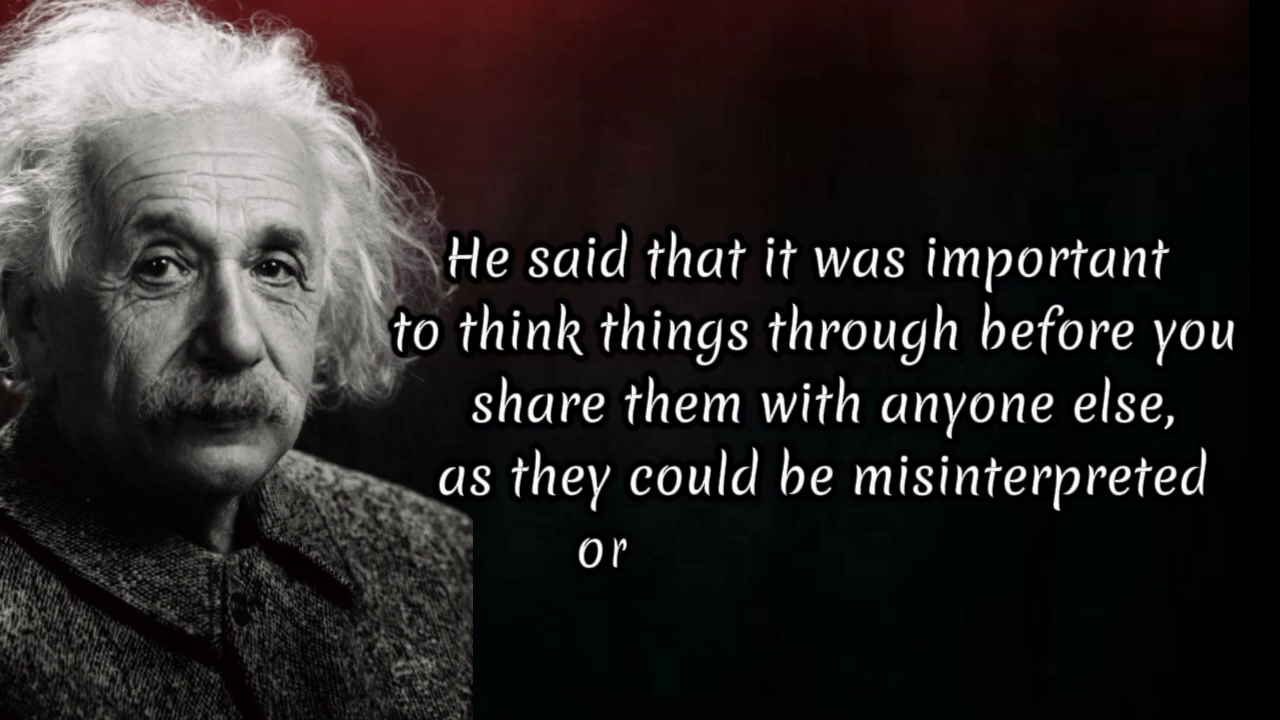 He said that it was important
to think things through before you
share them with anyone else,
as they could be misinterpreted
or